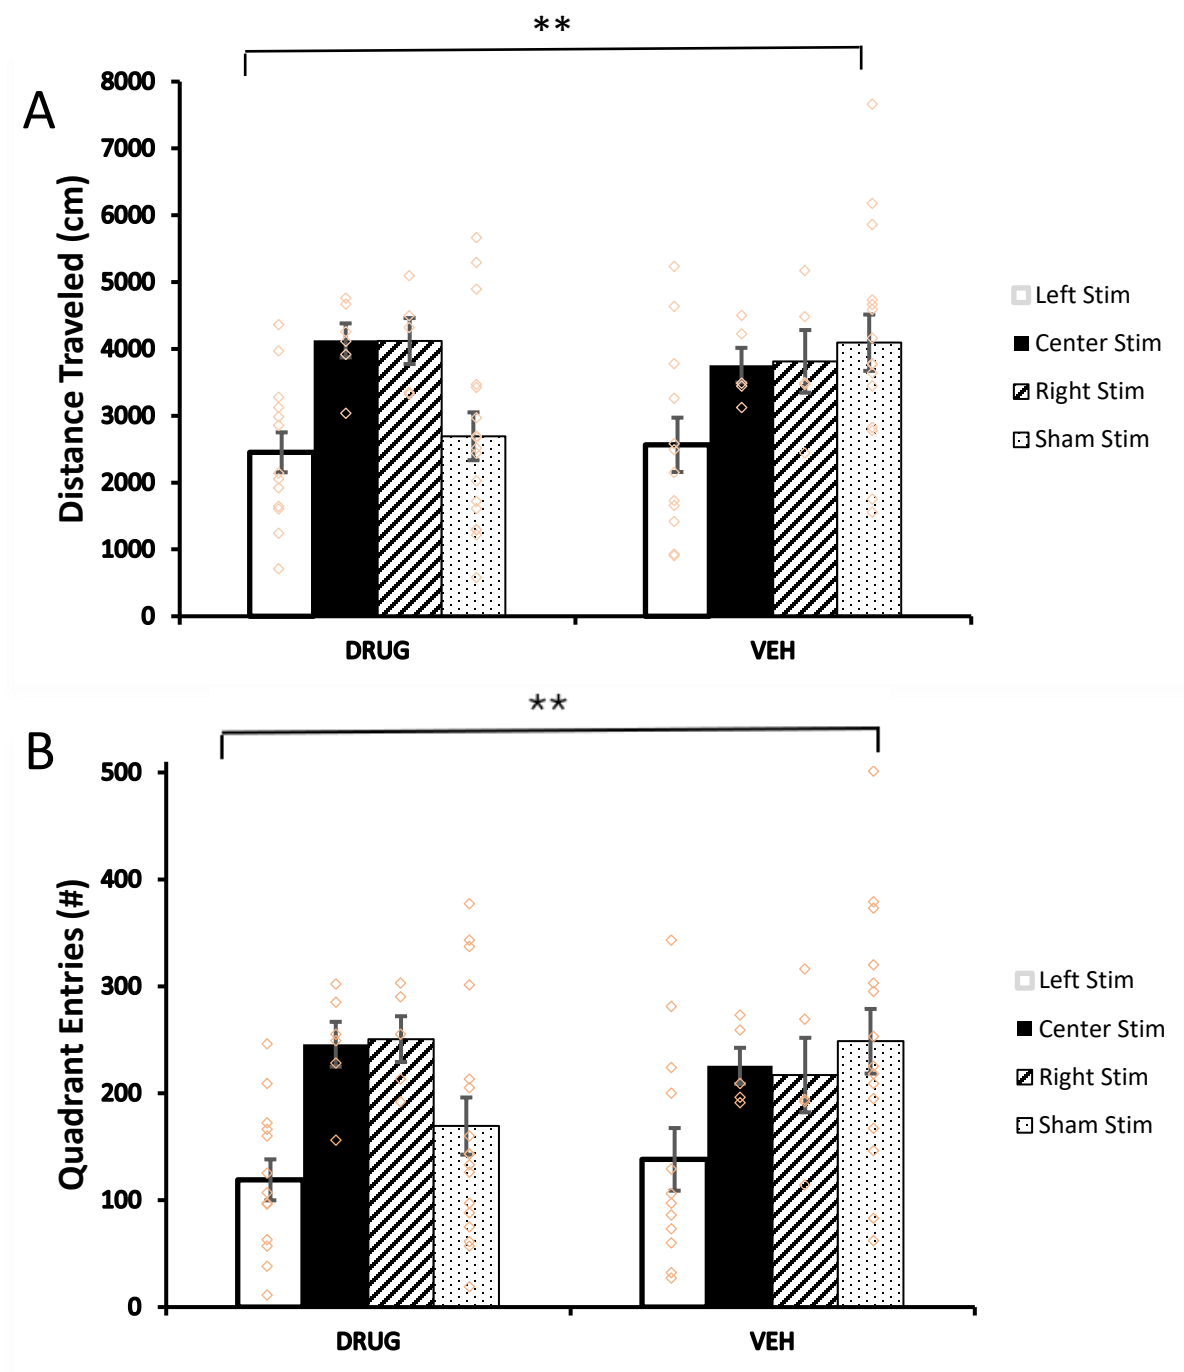 **
A
8000
7000
6000
5000
4000
3000
2000
1000
0
Distance Traveled (cm)
DRUG
VEH
Left Stim
Center Stim
Right Stim
Sham Stim
**
B
500
400
300
200
100
0
Quadrant Entries (#)
DRUG
VEH
Left Stim
Center Stim
Right Stim
Sham Stim